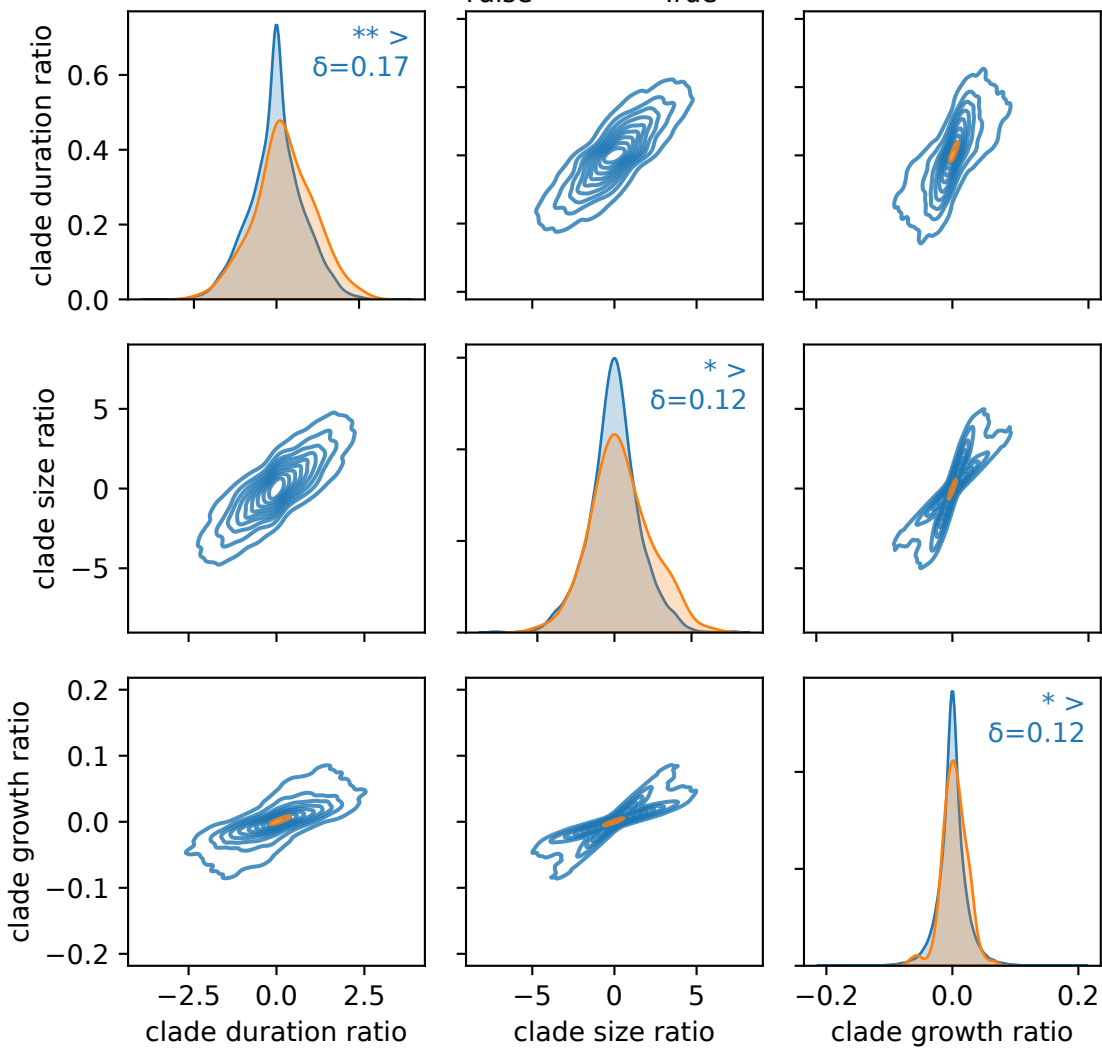 clade duration ratio
0.6
0.4
0.2
0.0
** >
δ=0.17
clade size ratio
5
0
−5
* >
δ=0.12
clade growth ratio
0.2
0.1
0.0
−0.1
−0.2
* >
δ=0.12
−2.5 0.0 2.5
−5 0 5
−0.2 0.0 0.2
clade duration ratio
clade size ratio
clade growth ratio